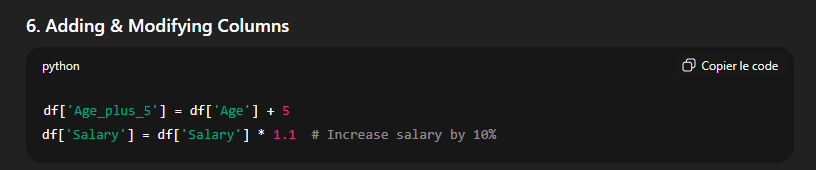 6. Adding & Modifying Columns
python
Copier le code
df['Age_plus_5'] = df['Age'] + 5
df['Salary'] = df['Salary'] * 1.1  # Increase salary by 10%